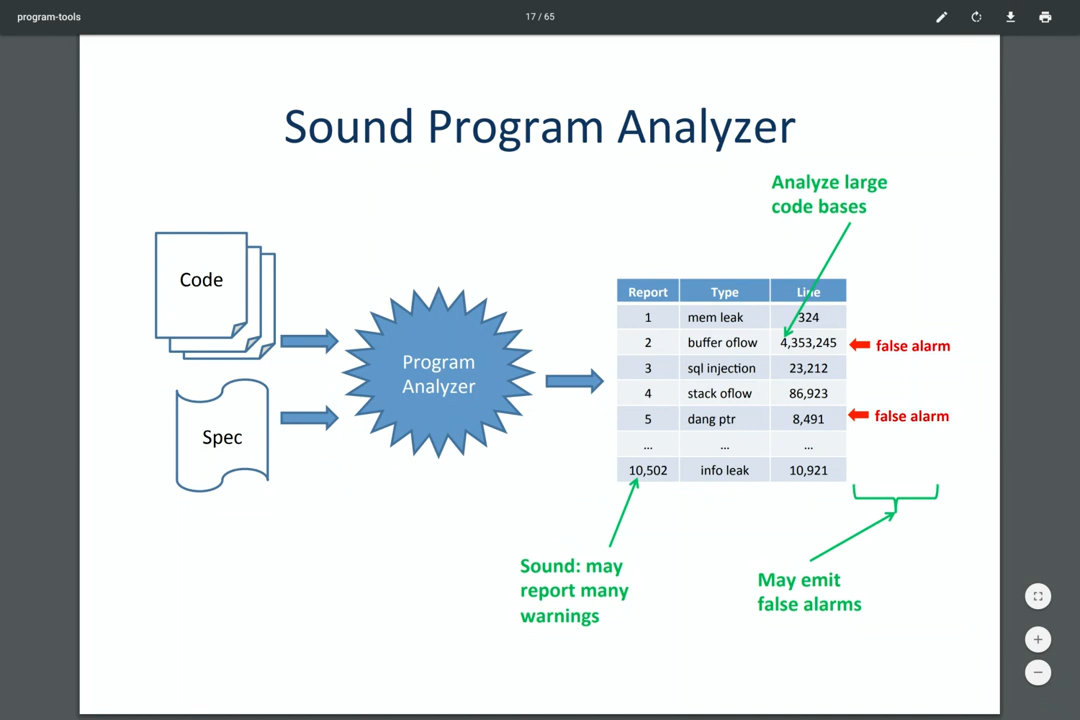 program-tools
17 / 65
Sound Program Analyzer
Analyze large
code bases
Code
Spec
Program
Analyzer
Report Type Line
1 mem leak 324
2 buffer oflow 4,353,245
false alarm
3 sql injection 23,212
4 stack oflow 86,923
5 dang ptr 8,491
false alarm
... ... ...
10,502 info leak 10,921
Sound: may
report many
warnings
May emit
false alarms